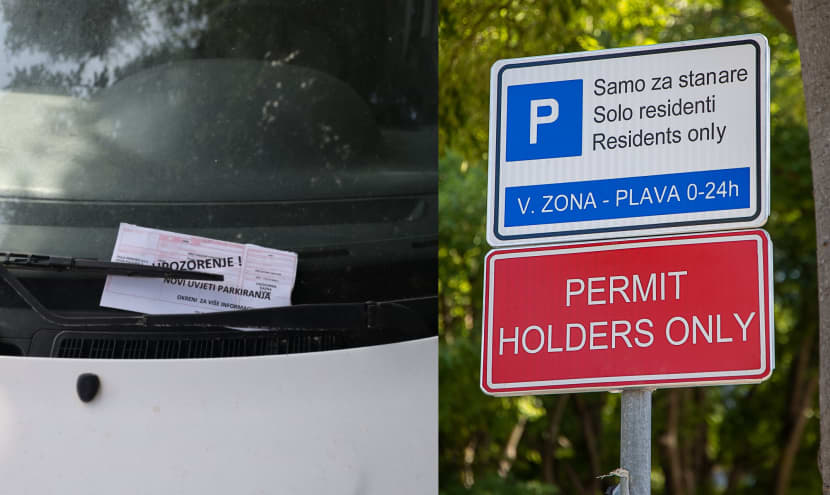 UPOZORENJE !
NOVI UVJETI PARKIRANJA
OKRENI ZA VIŠE INFORMACIJA
P
Samo za stanare
Solo residenti
Residents only
V. ZONA - PLAVA 0-24h
PERMIT
HOLDERS ONLY